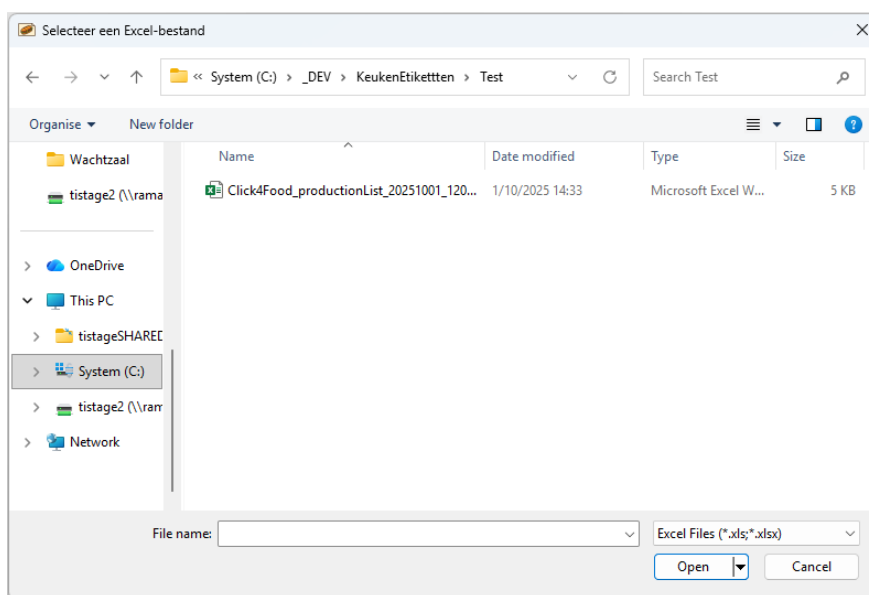 Selecteer een Excel-bestand
« System (C:) > _DEV > KeukenEtikettten > Test
Search Test
Organise
New folder
Name
Date modified
Type
Size
Wachtzaal
Click4Food_productionList_20251001_120... 1/10/2025 14:33 Microsoft Excel W... 5 KB
tistage2 (\\rama
OneDrive
This PC
tistageSHARED
System (C:)
tistage2 (\\ram
Network
File name:
Excel Files (*.xls;*.xlsx)
Open
Cancel